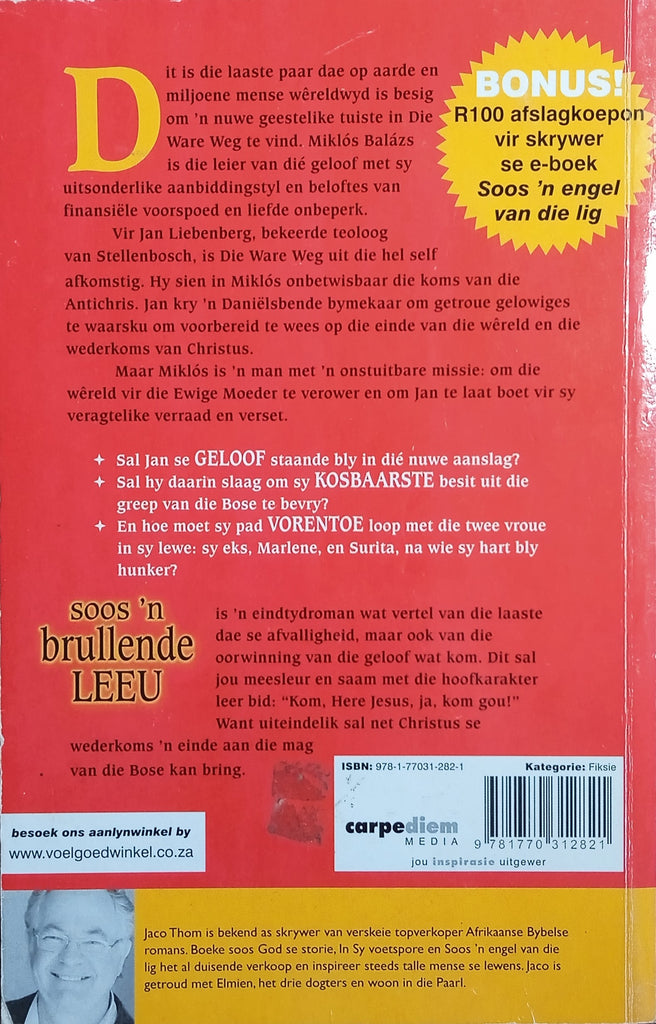 Dit is die laaste paar dae op aarde en
miljoene mense wêreldwyd is besig
om 'n nuwe geestelike tuiste in Die
Ware Weg te vind. Miklós Balázs
is die leier van dié geloof met sy
uitsonderlike aanbiddingstyl en beloftes van
finansiële voorspoed en liefde onbeperk.
BONUS!
R100 afslagkoepon
vir skrywer
se e-boek
Soos 'n engel
van die lig
Vir Jan Liebenberg, bekeerde teoloog
van Stellenbosch, is Die Ware Weg uit die hel self
afkomstig. Hy sien in Miklós onbetwisbaar die koms van die
Antichris. Jan kry 'n Daniëlsbende bymekaar om getroue gelowiges
te waarsku om voorbereid te wees op die einde van die wêreld en die
wederkoms van Christus.
Maar Miklós is 'n man met 'n onstuitbare missie: om die
wêreld vir die Ewige Moeder te verower en om Jan te laat boet vir sy
veragtelike verraad en verset.
Sal Jan se GELOOF staande bly in dié nuwe aanslag?
Sal hy daarin slaag om sy KOSBAARSTE besit uit die
greep van die Bose te bevry?
En hoe moet sy pad VORENTOE loop met die twee vroue
in sy lewe: sy eks, Marlene, en Surita, na wie sy hart bly
hunker?
soos 'n
brullende
LEEU
is 'n eindtydroman wat vertel van die laaste
dae se afvalligheid, maar ook van die
oorwinning van die geloof wat kom. Dit sal
jou meesleur en saam met die hoofkarakter
leer bid: "Kom, Here Jesus, ja, kom gou!"
Want uiteindelik sal net Christus se
wederkoms 'n einde aan die mag
van die Bose kan bring.
ISBN: 978-1-77031-282-1 Kategorie: Fiksie
carpediem
MEDIA
9 781770 312821
jou inspirasie uitgewer
besoek ons aanlynwinkel by
www.voelgoedwinkel.co.za
Jaco Thom is bekend as skrywer van verskeie topverkoper Afrikaanse Bybelse
romans. Boeke soos God se storie, In Sy voetspore en Soos 'n engel van die
lig het al duisende verkoop en inspireer steeds talle mense se lewens. Jaco is
getroud met Elmien, het drie dogters en woon in die Paarl.